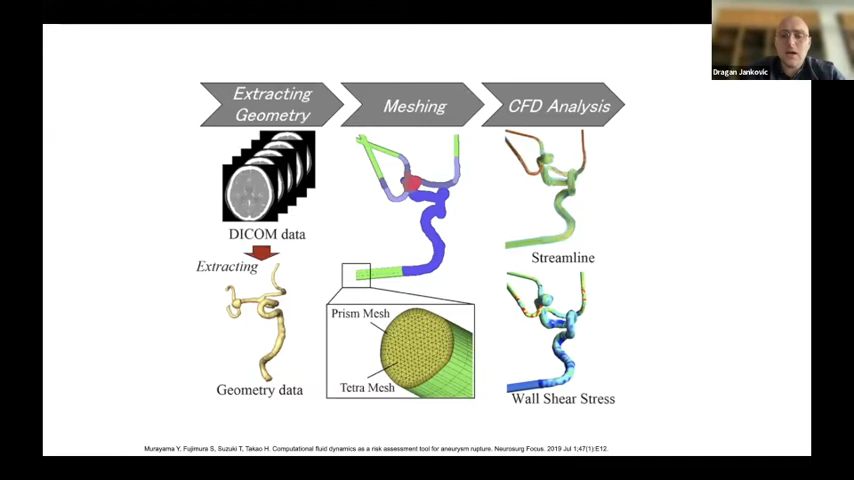 Dragan Jankovic
Extracting
Geometry
Meshing
CFD Analysis
DICOM data
Extracting
Geometry data
Prism Mesh
Tetra Mesh
Streamline
Wall Shear Stress
Murayama Y, Fujimura S, Suzuki T, Takao H. Computational fluid dynamics as a risk assessment tool for aneurysm rupture. Neurosurg Focus. 2019 Jul 1;47(1):E12.